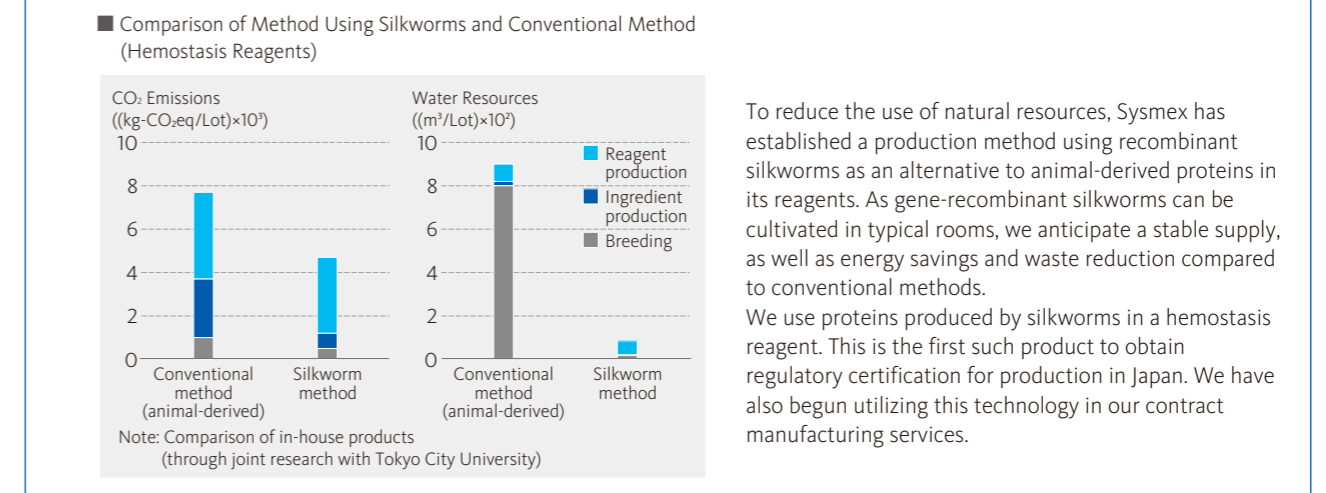 ■ Comparison of Method Using Silkworms and Conventional Method
(Hemostasis Reagents)
CO₂ Emissions
((kg-CO₂eq/Lot)×10³)
10
8
6
4
2
0
Conventional
method
(animal-derived)
Silkworm
method
Water Resources
((m³/Lot)×10²)
10
8
6
4
2
0
Conventional
method
(animal-derived)
Silkworm
method
Reagent
production
Ingredient
production
Breeding
Note: Comparison of in-house products
(through joint research with Tokyo City University)
To reduce the use of natural resources, Sysmex has
established a production method using recombinant
silkworms as an alternative to animal-derived proteins in
its reagents. As gene-recombinant silkworms can be
cultivated in typical rooms, we anticipate a stable supply,
as well as energy savings and waste reduction compared
to conventional methods.
We use proteins produced by silkworms in a hemostasis
reagent. This is the first such product to obtain
regulatory certification for production in Japan. We have
also begun utilizing this technology in our contract
manufacturing services.